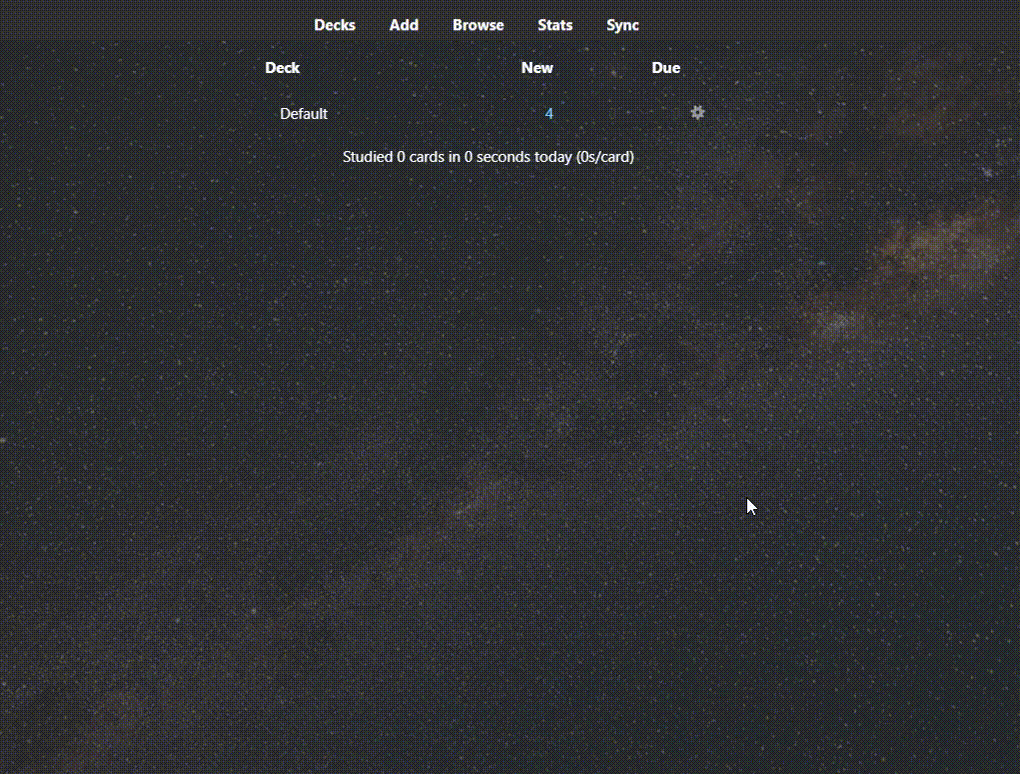 Decks Add Browse Stats Sync
Deck New Due
Default 4
Studied 0 cards in 0 seconds today (0s/card)